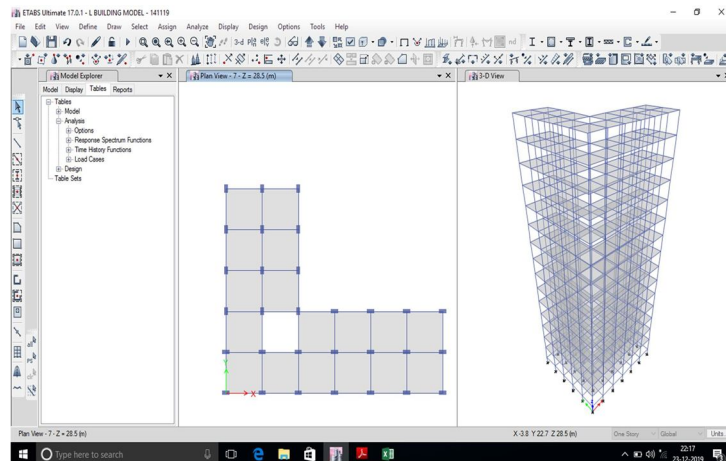 ETABS Ultimate 17.0.1 - L BUILDING MODEL - 141119
File Edit View Define Draw Select Assign Analyze Display Design Options Tools Help
3-d
nd
Model Explorer
Plan View - 7 - Z = 28.5 (m)
3-D View
Model Display Tables Reports
Tables
Model
Analysis
Options
Response Spectrum Functions
Time History Functions
Load Cases
Design
Table Sets
Y
X
Plan View - 7 - Z = 28.5 (m)
X -3.8 Y 22.7 Z 28.5 (m)
One Story
Global
Units
Type here to search
22:17
23-12-2019